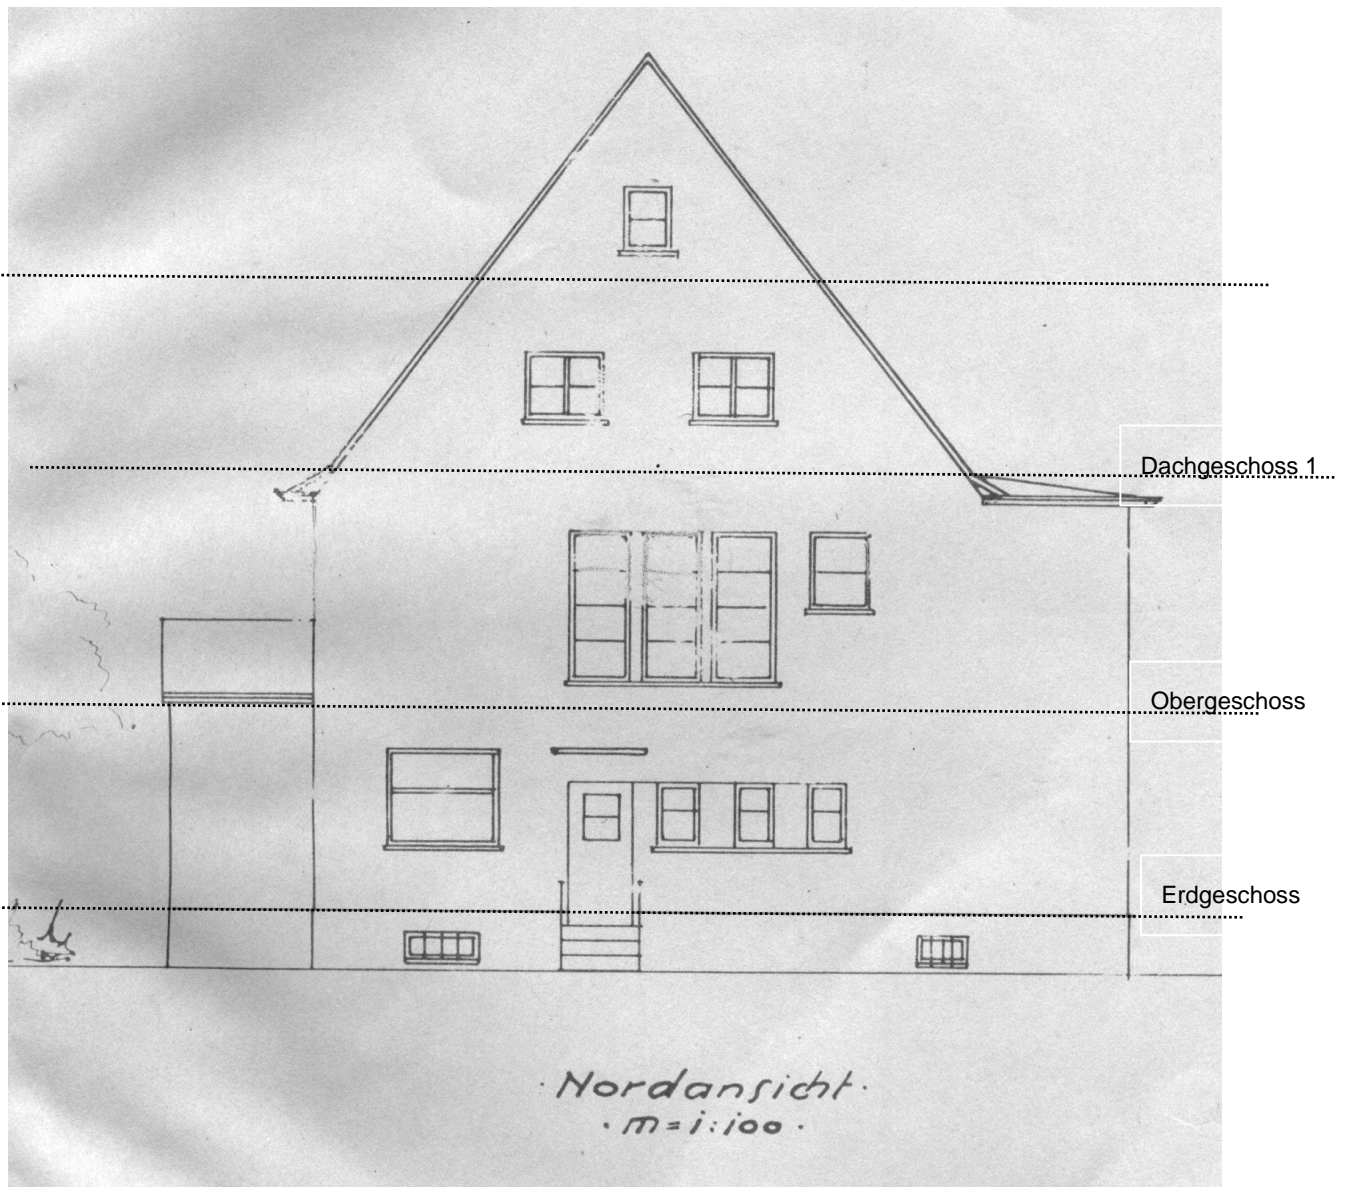 Dachgeschoss 1
Obergeschoss
Erdgeschoss
· Nordansicht ·
· M = 1:100 ·